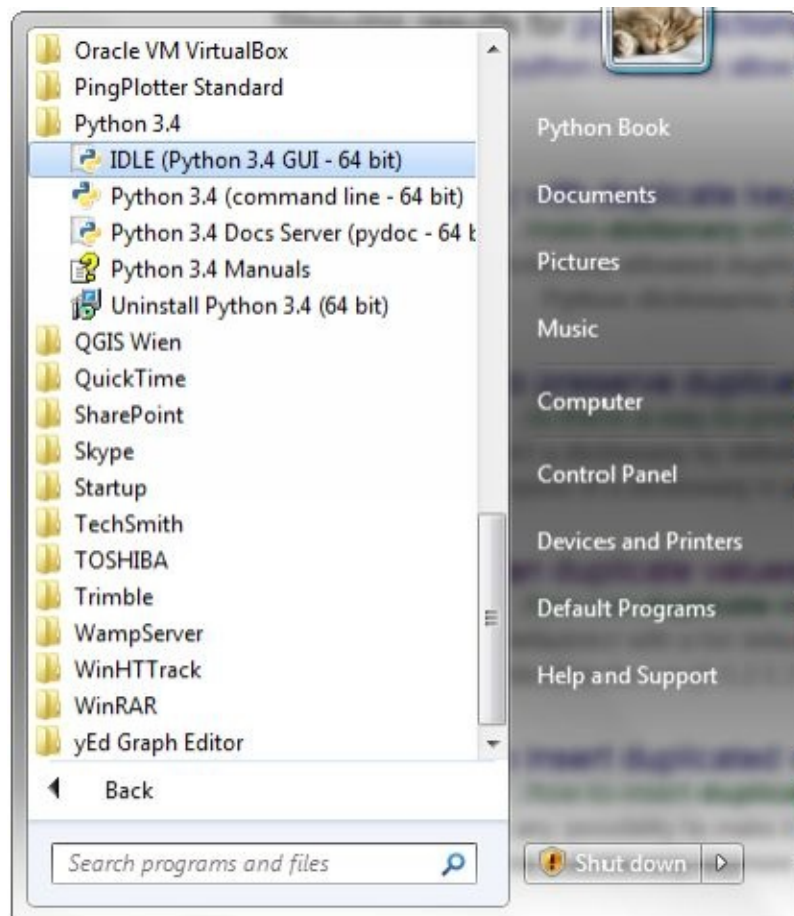 Oracle VM VirtualBox
PingPlotter Standard
Python 3.4
IDLE (Python 3.4 GUI - 64 bit)
Python 3.4 (command line - 64 bit)
Python 3.4 Docs Server (pydoc - 64 b
Python 3.4 Manuals
Uninstall Python 3.4 (64 bit)
QGIS Wien
QuickTime
SharePoint
Skype
Startup
TechSmith
TOSHIBA
Trimble
WampServer
WinHTTrack
WinRAR
yEd Graph Editor
Back
Search programs and files
Python Book
Documents
Pictures
Music
Computer
Control Panel
Devices and Printers
Default Programs
Help and Support
Shut down